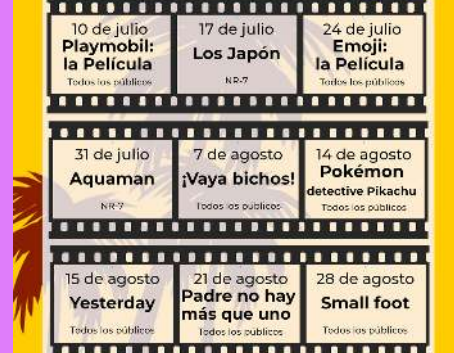 10 de julio
Playmobil:
la Película
Todos los públicos
17 de julio
Los Japón
NR-7
24 de julio
Emoji:
la Película
Todos los públicos
31 de julio
Aquaman
NR-7
7 de agosto
¡Vaya bichos!
Todos los públicos
14 de agosto
Pokémon
detective Pikachu
Todos los públicos
15 de agosto
Yesterday
Todos los públicos
21 de agosto
Padre no hay
más que uno
Todos los públicos
28 de agosto
Small foot
Todos los públicos